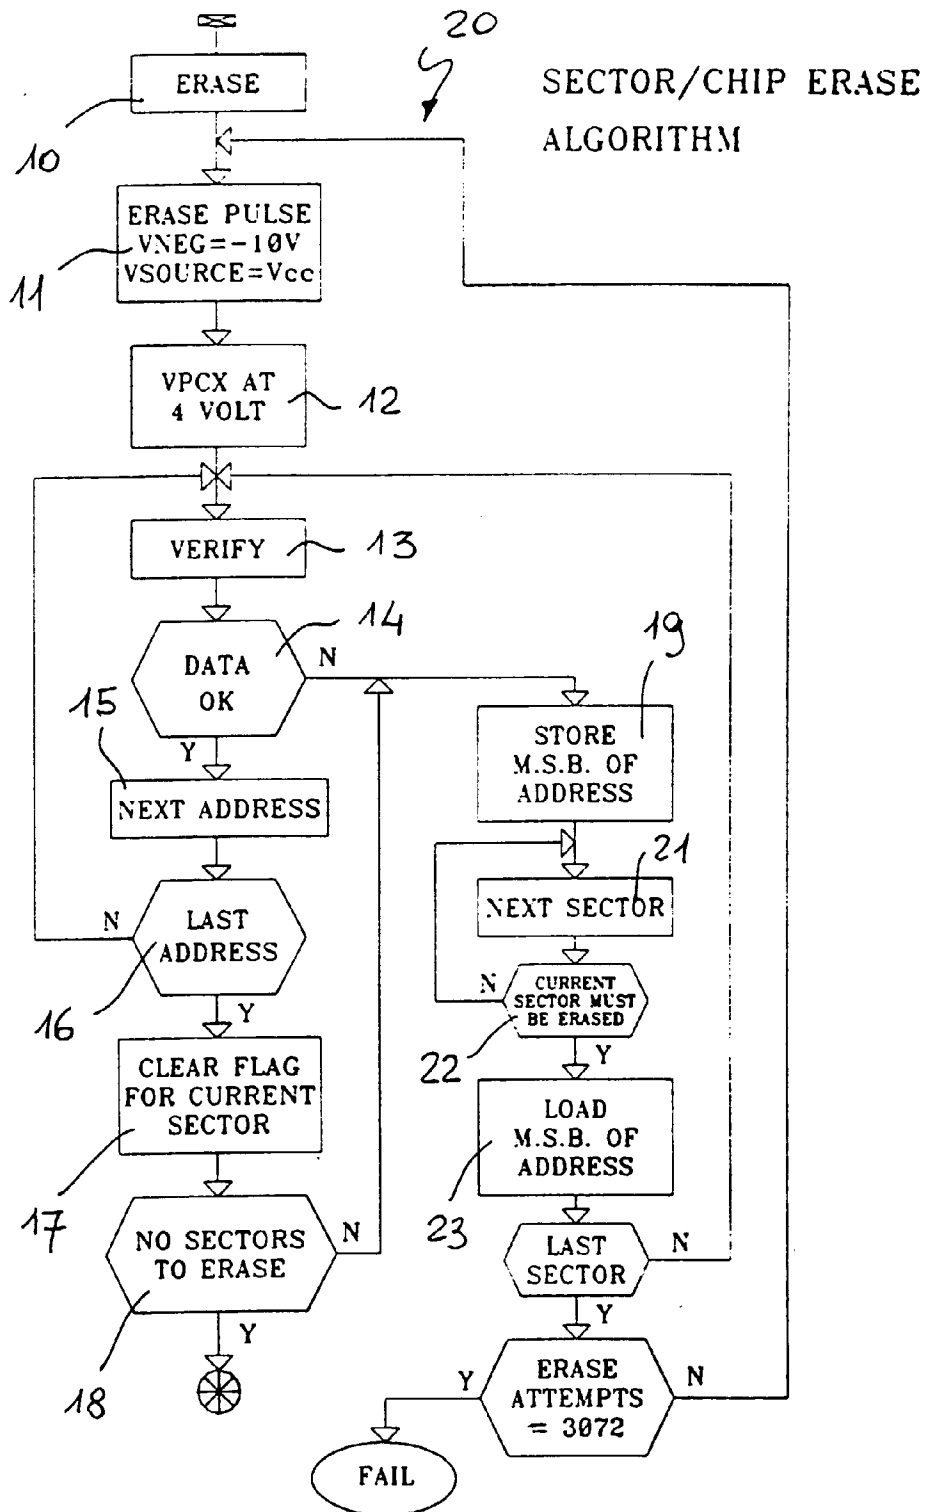 20
SECTOR/CHIP ERASE
ALGORITHM
ERASE
10
ERASE PULSE
VNEG=-10V
VSOURCE=Vcc
11
VPCX AT
4 VOLT
12
VERIFY
13
DATA
OK
14
N
Y
15
NEXT ADDRESS
LAST
ADDRESS
N
16
Y
CLEAR FLAG
FOR CURRENT
SECTOR
17
NO SECTORS
TO ERASE
N
18
Y
19
STORE
M.S.B. OF
ADDRESS
21
NEXT SECTOR
N
CURRENT
SECTOR MUST
BE ERASED
22
Y
LOAD
M.S.B. OF
ADDRESS
23
LAST
SECTOR
N
Y
ERASE
ATTEMPTS
= 3072
Y
N
FAIL